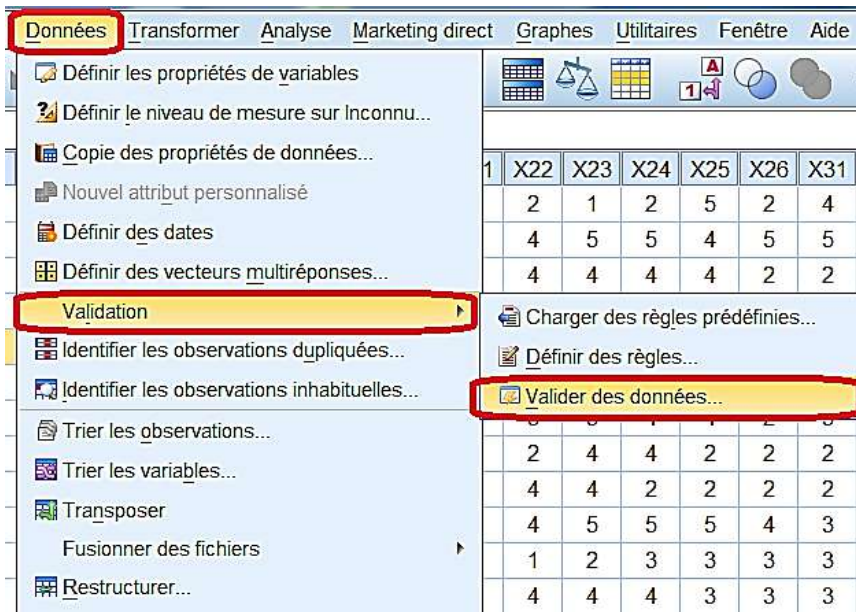 Données Transformer Analyse Marketing direct Graphes Utilitaires Fenêtre Aide
Définir les propriétés de variables
Définir le niveau de mesure sur Inconnu...
Copie des propriétés de données...
Nouvel attribut personnalisé
Définir des dates
Définir des vecteurs multiréponses...
Validation
Identifier les observations dupliquées...
Identifier les observations inhabituelles...
Trier les observations...
Trier les variables...
Transposer
Fusionner des fichiers
Restructurer...
Charger des règles prédéfinies...
Définir des règles...
Valider des données...
A
1
1 X22 X23 X24 X25 X26 X31
2 1 2 5 2 4
4 5 5 4 5 5
4 4 4 4 2 2
2 4 4 2 2 2
4 4 2 2 2 2
4 5 5 5 4 3
1 2 3 3 3 3
4 4 4 3 3 3